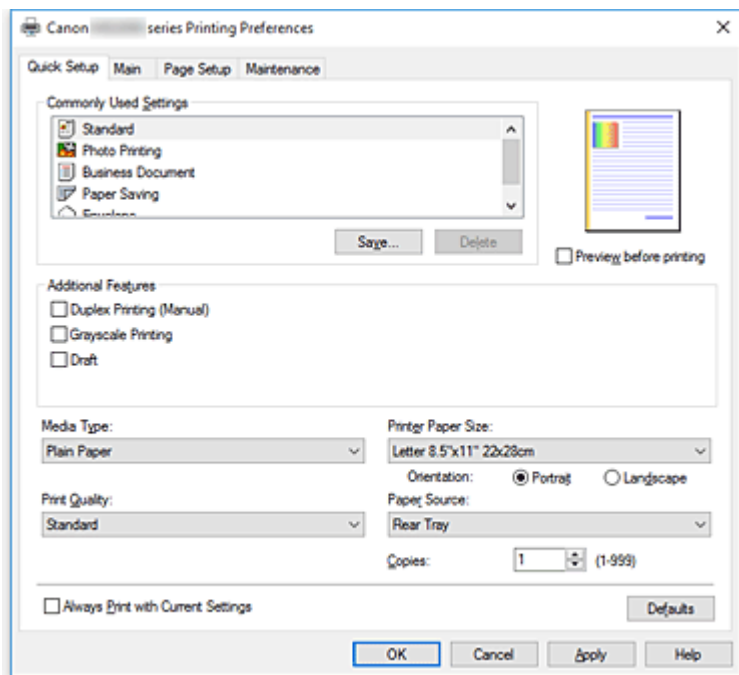 Canon series Printing Preferences
Quick Setup Main Page Setup Maintenance
Commonly Used Settings
Standard
Photo Printing
Business Document
Paper Saving
Envelope
Save... Delete
Preview before printing
Additional Features
Duplex Printing (Manual)
Grayscale Printing
Draft
Media Type: Printer Paper Size:
Plain Paper Letter 8.5"x11" 22x28cm
Orientation: Portrait Landscape
Print Quality: Paper Source:
Standard Rear Tray
Copies: 1 (1-999)
Always Print with Current Settings Defaults
OK Cancel Apply Help